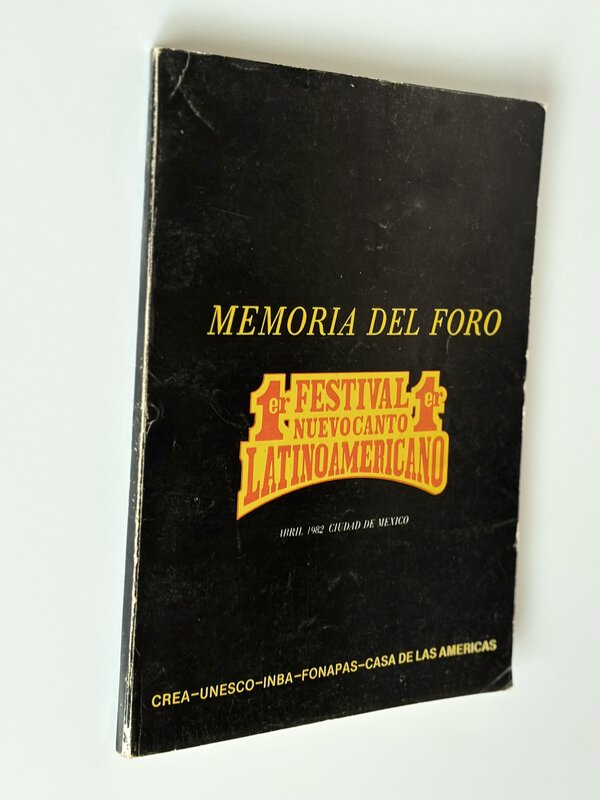 MEMORIA DEL FORO
1er FESTIVAL 1er
NUEVOCANTO
LATINOAMERICANO
ABRIL 1982 CIUDAD DE MEXICO
CREA-UNESCO-INBA-FONAPAS-CASA DE LAS AMERICAS